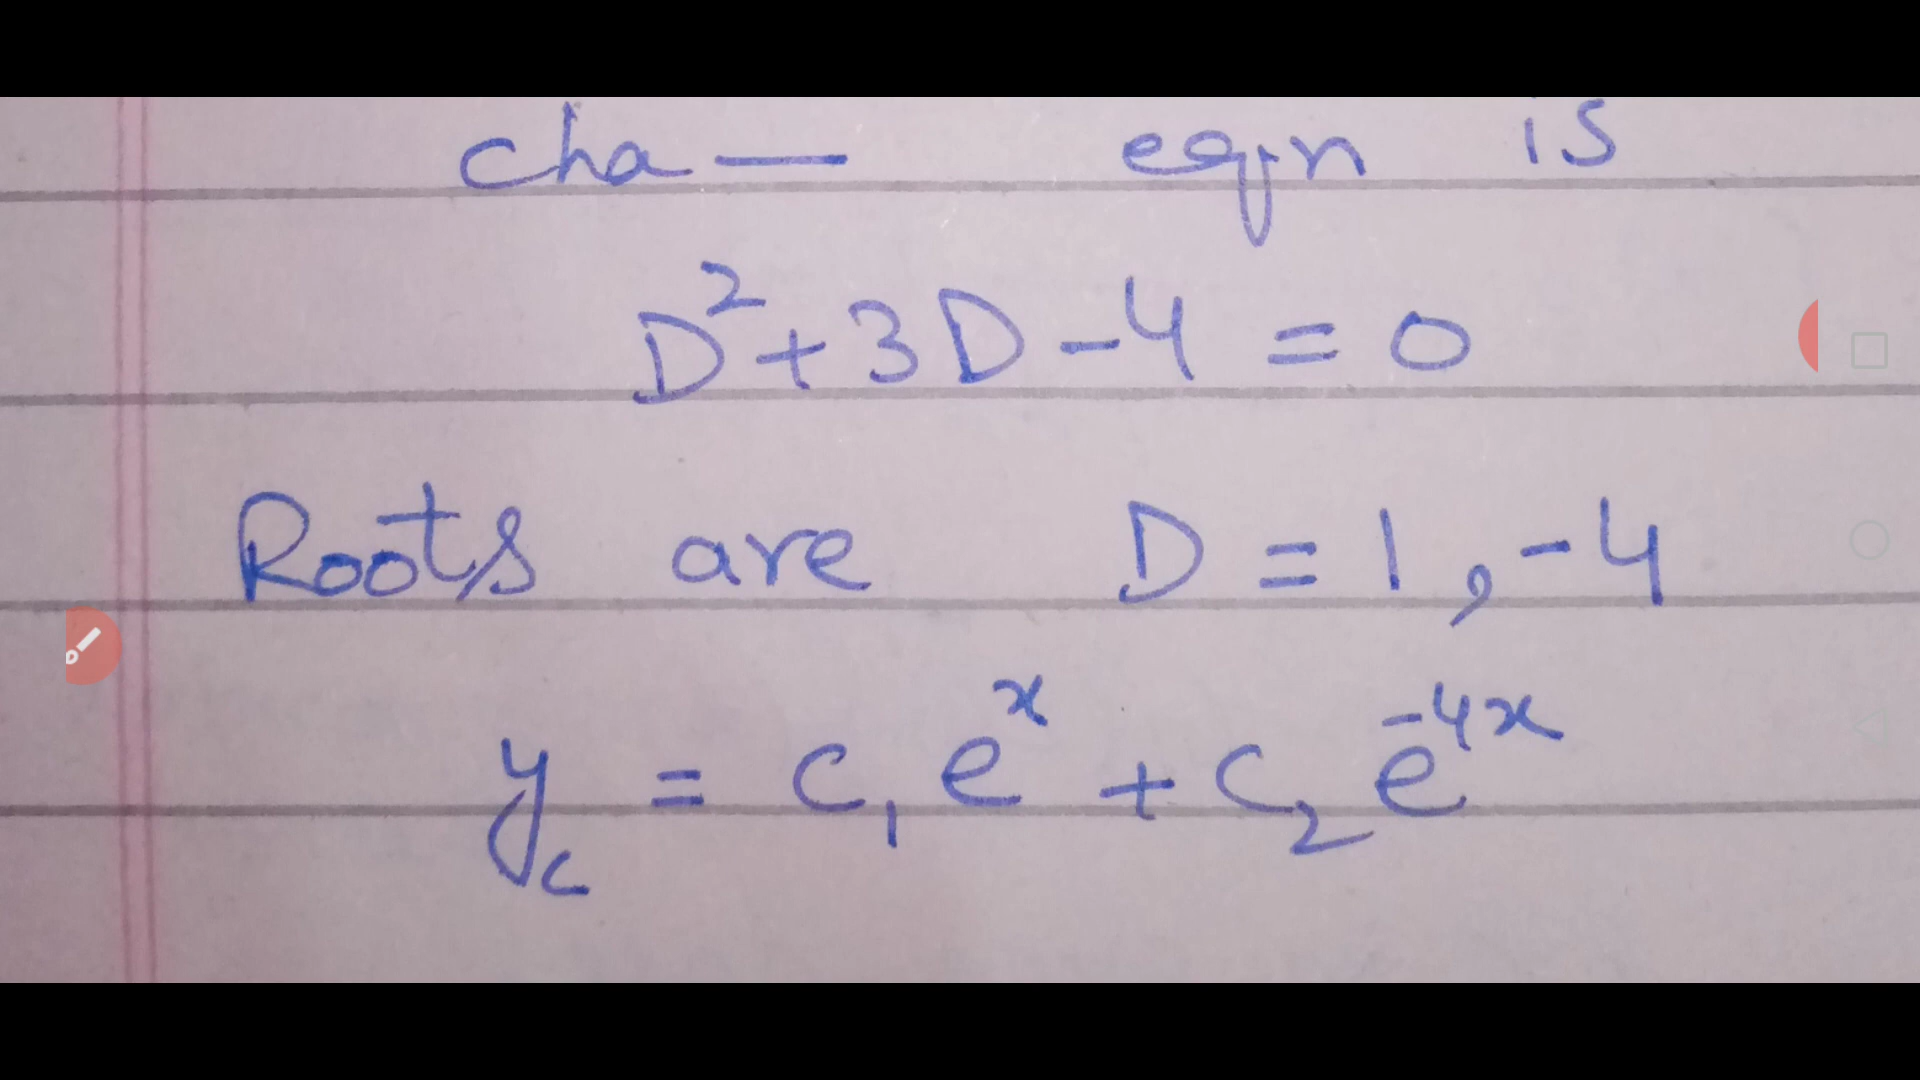 cha— eqn is
D²+3D-4=0
Roots are D=1,-4
y_c = c₁eˣ+c₂e⁻⁴ˣ